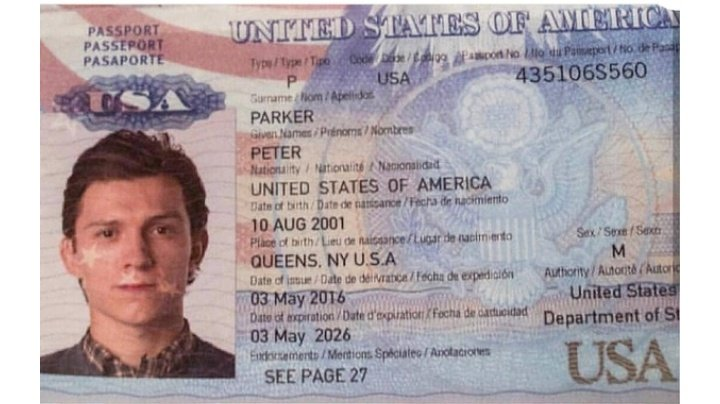 PASSPORT
PASSEPORT
PASAPORTE
USA
UNITED STATES OF AMERICA
Type / Type / Tipo Code / Code / Código Passport No. / No. du Passeport / No. de Pasap
P USA 435106S560
Surname / Nom / Apellidos
PARKER
Given Names / Prénoms / Nombres
PETER
Nationality / Nationalité / Nacionalidad
UNITED STATES OF AMERICA
Date of birth / Date de naissance / Fecha de nacimiento
10 AUG 2001
Place of birth / Lieu de naissance / Lugar de nacimiento
Sex / Sexe / Sexo
QUEENS, NY U.S.A
M
Date of issue / Date de délivrance / Fecha de expedición
Authority / Autorité / Autorid
03 May 2016
United States
Date of expiration / Date d'expiration / Fecha de caducidad
Department of St
03 May 2026
Endorsements / Mentions Spéciales / Anotaciones
SEE PAGE 27
USA